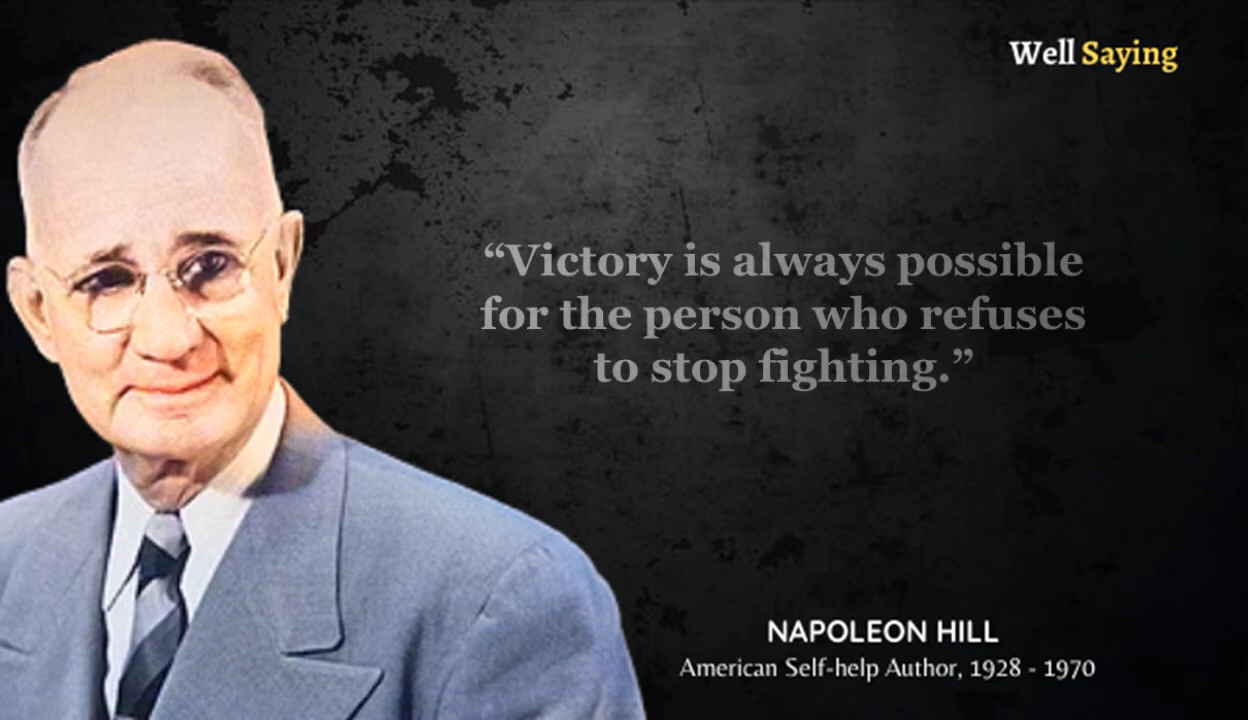 Well Saying
“Victory is always possible
for the person who refuses
to stop fighting.”
NAPOLEON HILL
American Self-help Author, 1928 - 1970